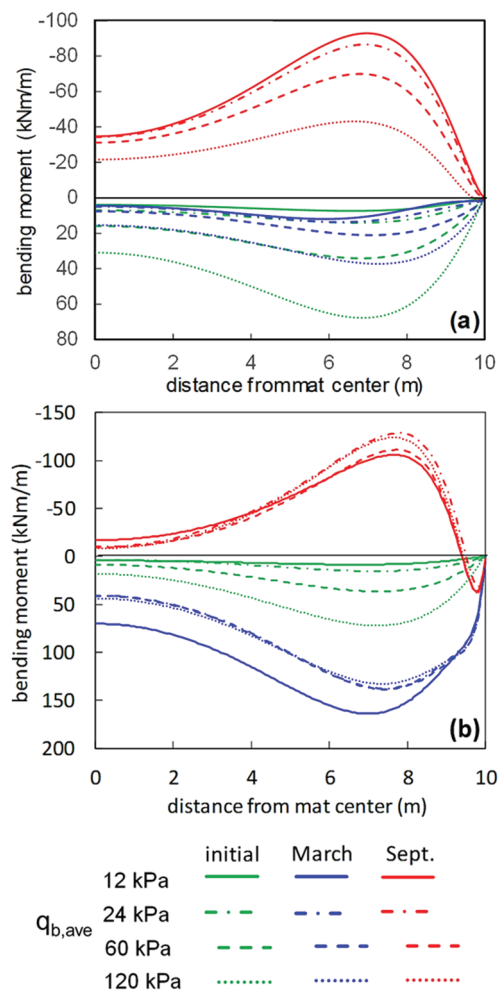 -100
-80
-60
-40
-20
0
20
40
60
80
bending moment (kNm/m)
(a)
0 2 4 6 8 10
distance frommat center (m)
-150
-100
-50
0
50
100
150
200
bending moment (kNm/m)
(b)
0 2 4 6 8 10
distance from mat center (m)
initial March Sept.
q_b,ave
12 kPa
24 kPa
60 kPa
120 kPa